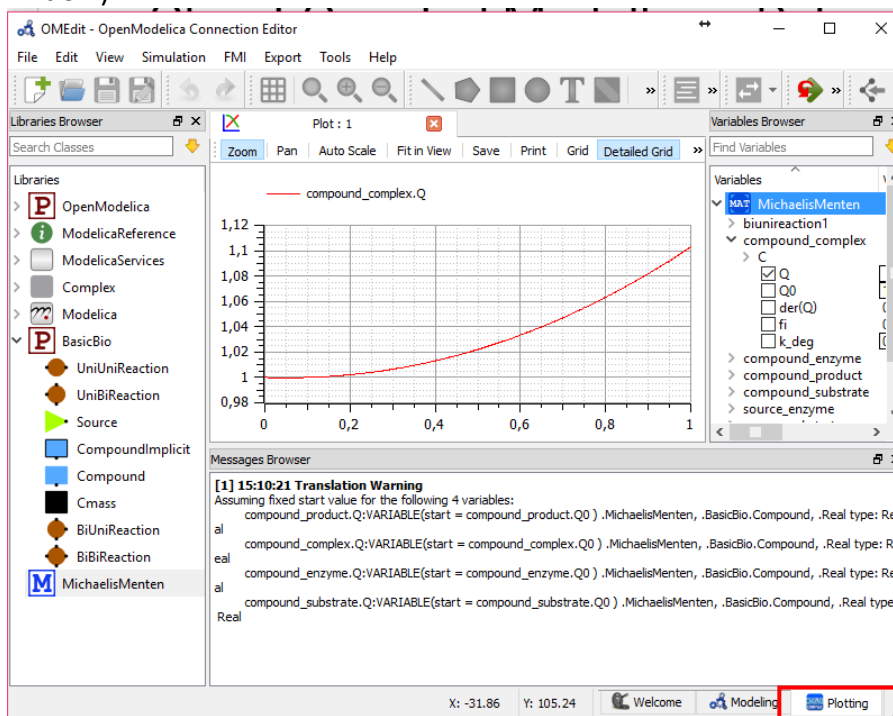 OMEdit - OpenModelica Connection Editor
File Edit View Simulation FMI Export Tools Help
Libraries Browser
Search Classes
Libraries
OpenModelica
ModelicaReference
ModelicaServices
Complex
Modelica
BasicBio
UniUniReaction
UniBiReaction
Source
CompoundImplicit
Compound
Cmass
BiUniReaction
BiBiReaction
MichaelisMenten
Plot : 1
Zoom Pan Auto Scale Fit in View Save Print Grid Detailed Grid »
compound_complex.Q
1,12
1,1
1,08
1,06
1,04
1,02
1
0,98
0 0,2 0,4 0,6 0,8 1
Variables Browser
Find Variables
Variables
MAT MichaelisMenten
biunireaction1
compound_complex
C
Q
Q0
der(Q)
fi
k_deg
compound_enzyme
compound_product
compound_substrate
source_enzyme
Messages Browser
[1] 15:10:21 Translation Warning
Assuming fixed start value for the following 4 variables:
compound_product.Q:VARIABLE(start = compound_product.Q0 ) .MichaelisMenten, .BasicBio.Compound, .Real type: Re
al
compound_complex.Q:VARIABLE(start = compound_complex.Q0 ) .MichaelisMenten, .BasicBio.Compound, .Real type: R
eal
compound_enzyme.Q:VARIABLE(start = compound_enzyme.Q0 ) .MichaelisMenten, .BasicBio.Compound, .Real type: Re
al
compound_substrate.Q:VARIABLE(start = compound_substrate.Q0 ) .MichaelisMenten, .BasicBio.Compound, .Real type
Real
X: -31.86 Y: 105.24 Welcome Modeling Plotting